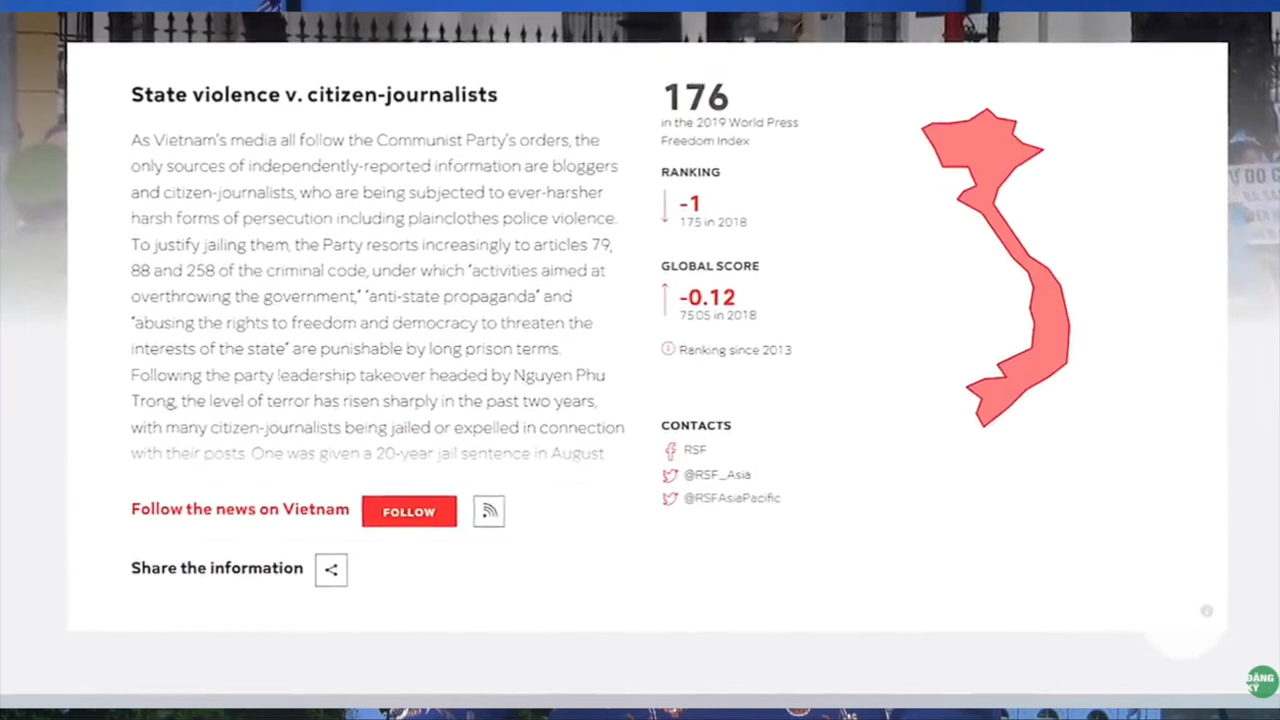 State violence v. citizen-journalists
As Vietnam's media all follow the Communist Party's orders, the
only sources of independently-reported information are bloggers
and citizen-journalists, who are being subjected to ever-harsher
harsh forms of persecution including plainclothes police violence.
To justify jailing them, the Party resorts increasingly to articles 79,
88 and 258 of the criminal code, under which "activities aimed at
overthrowing the government," "anti-state propaganda" and
"abusing the rights to freedom and democracy to threaten the
interests of the state" are punishable by long prison terms.
Following the party leadership takeover headed by Nguyen Phu
Trong, the level of terror has risen sharply in the past two years,
with many citizen-journalists being jailed or expelled in connection
with their posts. One was given a 20-year jail sentence in August
Follow the news on Vietnam
FOLLOW
Share the information
176
in the 2019 World Press
Freedom Index
RANKING
-1
175 in 2018
GLOBAL SCORE
-0.12
75.05 in 2018
Ranking since 2013
CONTACTS
RSF
@RSF_Asia
@RSFAsiaPacific
ĐĂNG
KÝ